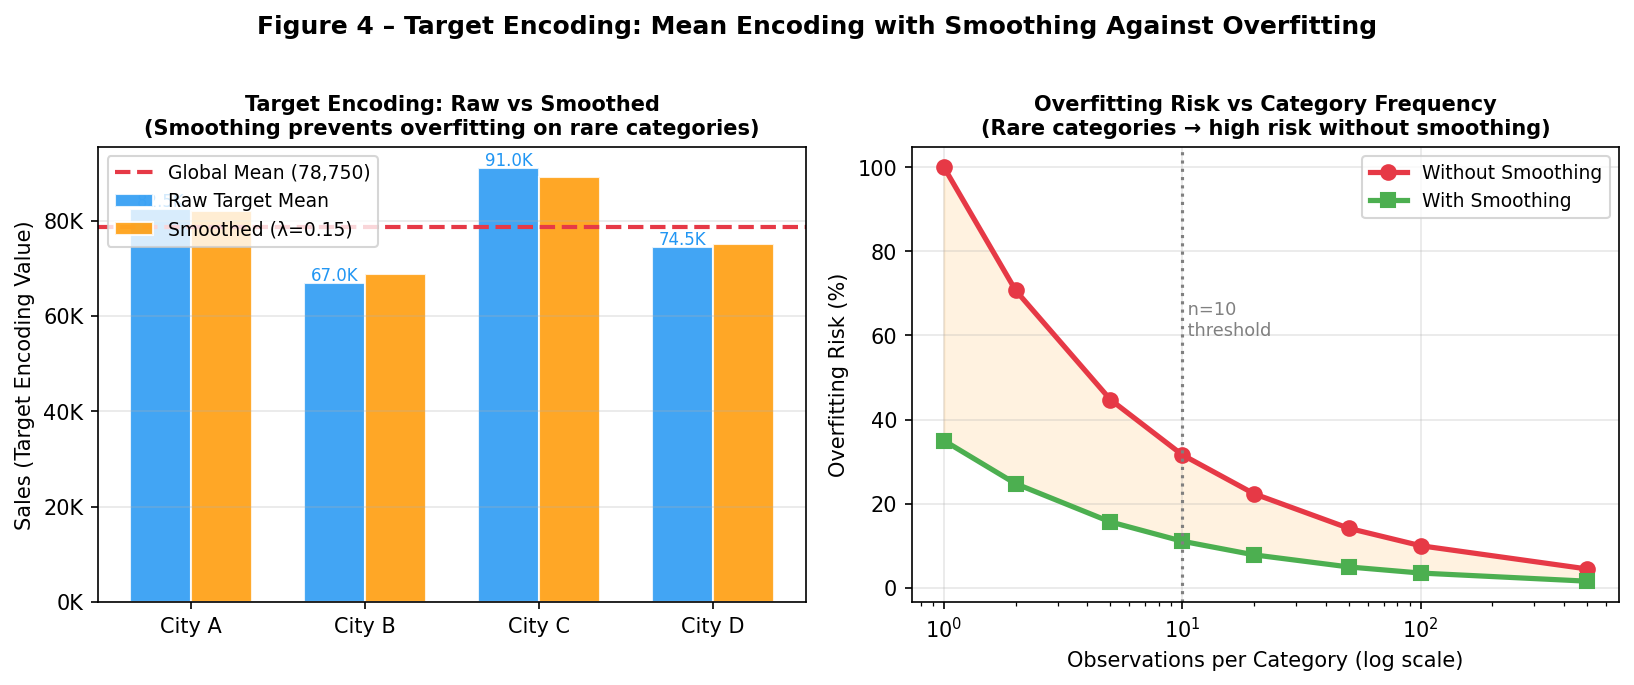 Figure 4 – Target Encoding: Mean Encoding with Smoothing Against Overfitting
Target Encoding: Raw vs Smoothed
(Smoothing prevents overfitting on rare categories)
Sales (Target Encoding Value)
80K
60K
40K
20K
0K
Global Mean (78,750)
Raw Target Mean
Smoothed (λ=0.15)
67.0K
91.0K
74.5K
City A
City B
City C
City D
Overfitting Risk vs Category Frequency
(Rare categories → high risk without smoothing)
Overfitting Risk (%)
100
80
60
40
20
0
Without Smoothing
With Smoothing
n=10
threshold
10⁰
10¹
10²
Observations per Category (log scale)